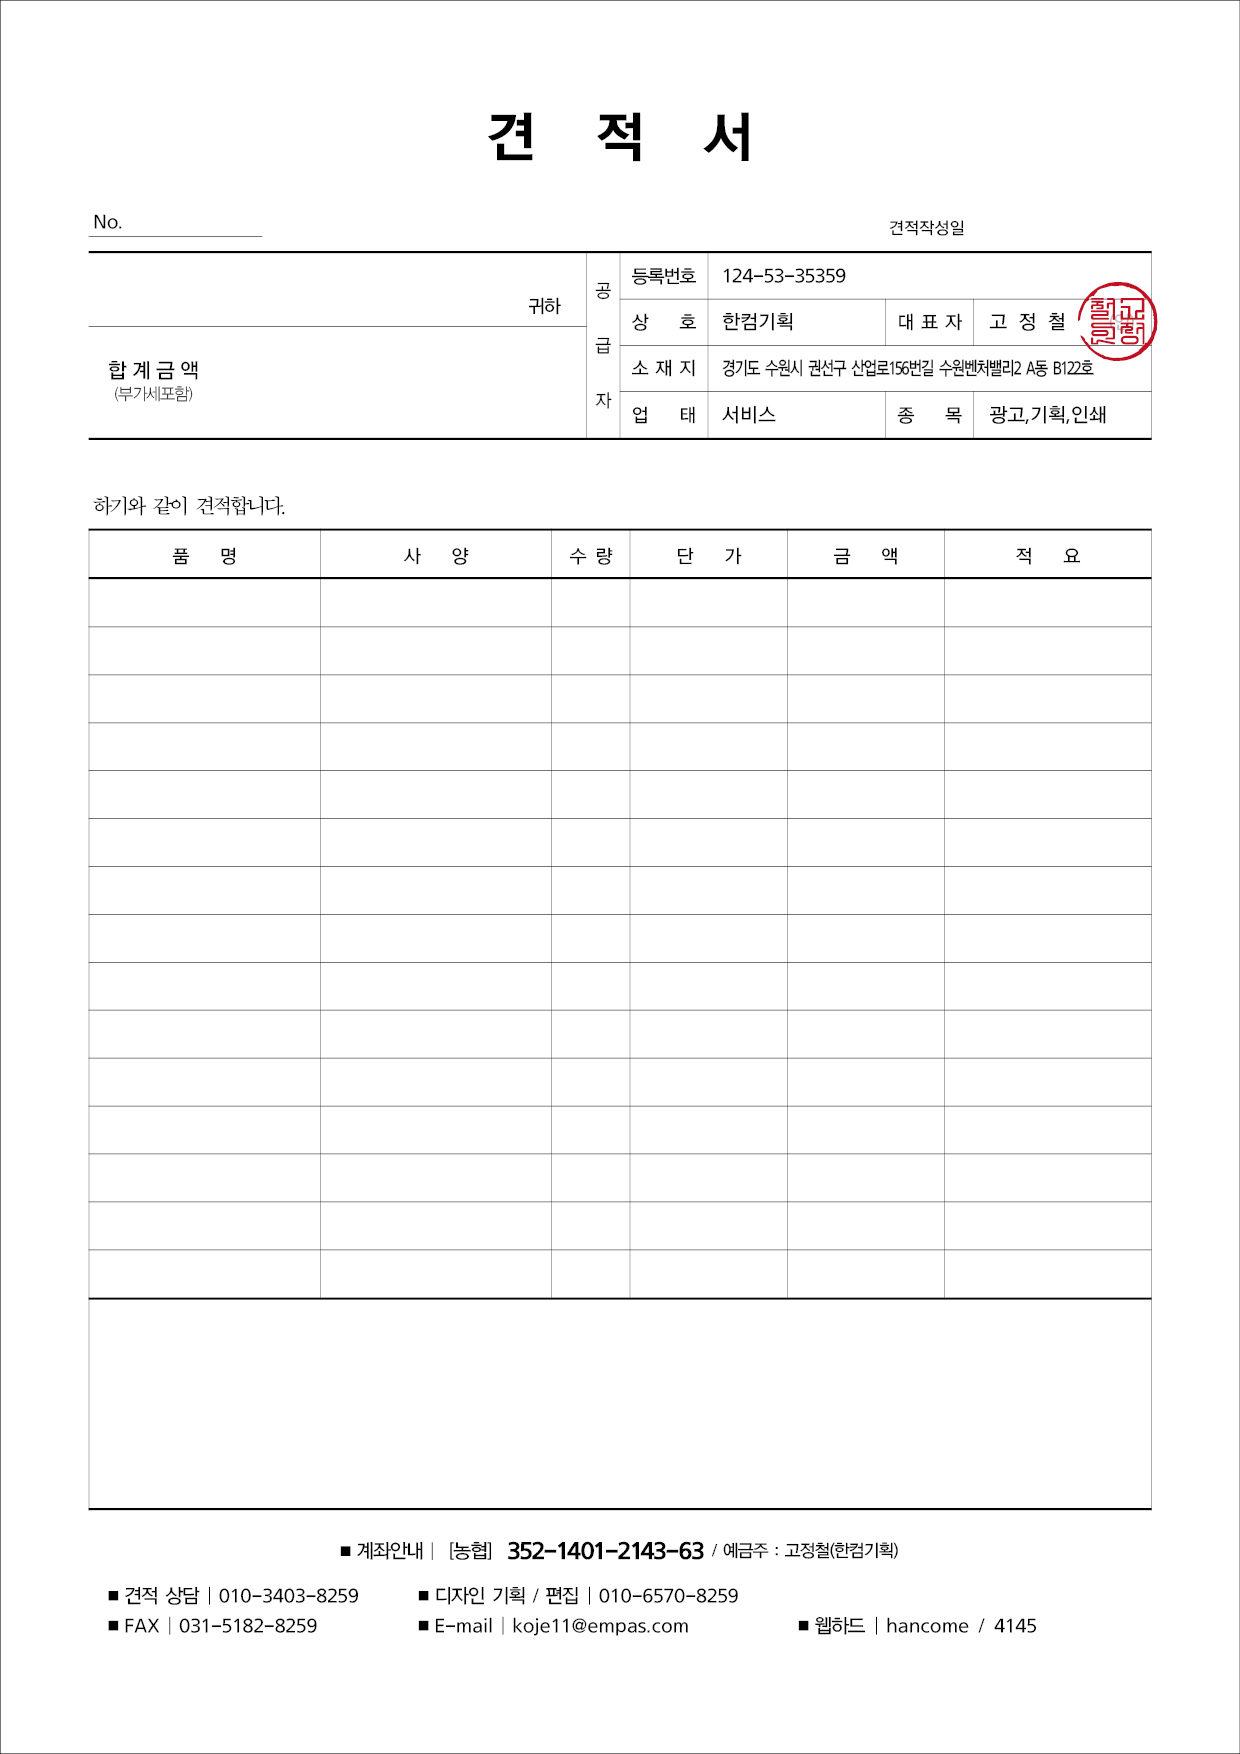 견 적 서
No.
견적작성일
귀하
합 계 금 액
(부가세포함)
공 급 자
등록번호 124-53-35359
상 호 한컴기획 대 표 자 고 정 철
소 재 지 경기도 수원시 권선구 산업로156번길 수원벤처밸리2 A동 B122호
업 태 서비스 종 목 광고,기획,인쇄
하기와 같이 견적합니다.
품 명 사 양 수 량 단 가 금 액 적 요
■ 계좌안내 | [농협] 352-1401-2143-63 / 예금주 : 고정철(한컴기획)
■ 견적 상담 | 010-3403-8259 ■ 디자인 기획 / 편집 | 010-6570-8259
■ FAX | 031-5182-8259 ■ E-mail | koje11@empas.com ■ 웹하드 | hancome / 4145